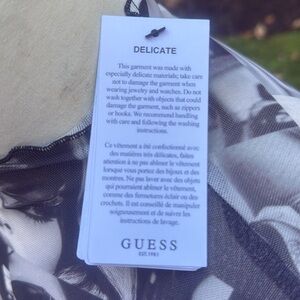 DELICATE
This garment was made with
especially delicate materials; take care
not to damage the garment when
wearing jewelry and watches. Do not
wash together with objects that could
damage the garment, such as zippers
or hooks. We recommend handling
with care and following the washing
instructions.
Ce vêtement a été confectionné avec
des matières très délicates, faites
attention à ne pas abîmer le vêtement
lorsque vous portez des bijoux et des
montres. Ne pas laver avec des objets
qui pourraient abîmer le vêtement,
comme des fermetures éclair ou des
crochets. Il est conseillé de manipuler
soigneusement et de suivre les
instructions de lavage.
GUESS
EST. 1981